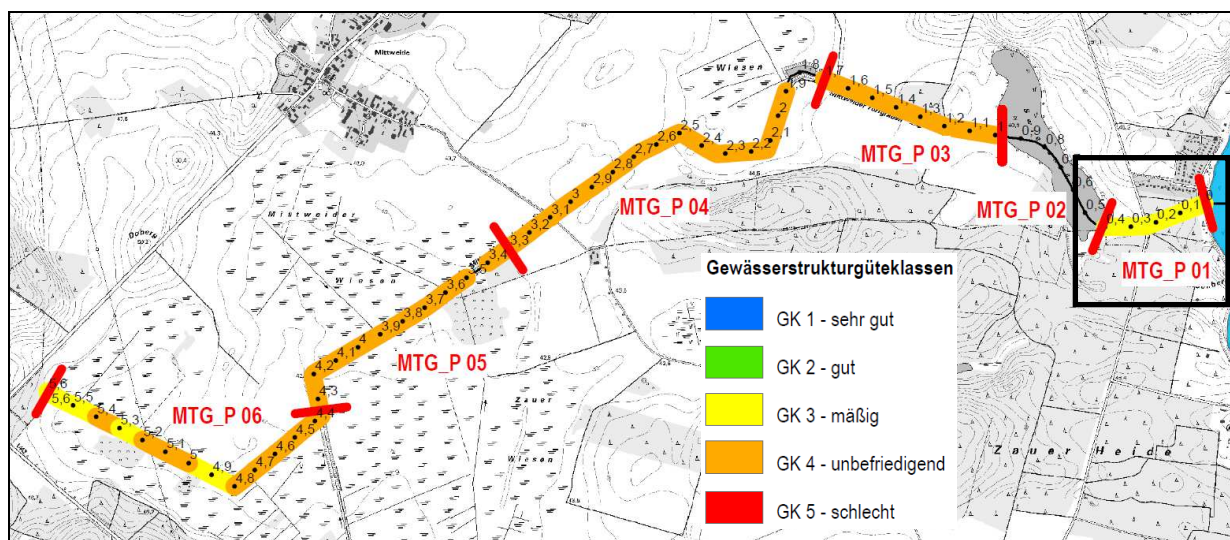 Mittweide
Wiesen
1,8
1,7
1,6
1,5
1,4
1,3
1,2
1,1
1
0,9
0,8
0,6
0,5
0,4
0,3
0,2
0,1
0
1,9
2
2,1
2,2
2,3
2,4
2,5
2,6
2,7
2,8
2,9
3
3,1
3,2
3,3
3,4
3,6
3,7
3,8
3,9
4
4,1
4,2
4,3
4,4
4,5
4,6
4,7
4,8
4,9
5
5,1
5,2
5,3
5,4
5,5
5,6
5,6
MTG_P 03
MTG_P 02
MTG_P 01
MTG_P 04
MTG_P 05
MTG_P 06
Mittweider
Wiesen
Zauer
Wiesen
Zauer Heide
Gewässerstrukturgüteklassen
GK 1 - sehr gut
GK 2 - gut
GK 3 - mäßig
GK 4 - unbefriedigend
GK 5 - schlecht